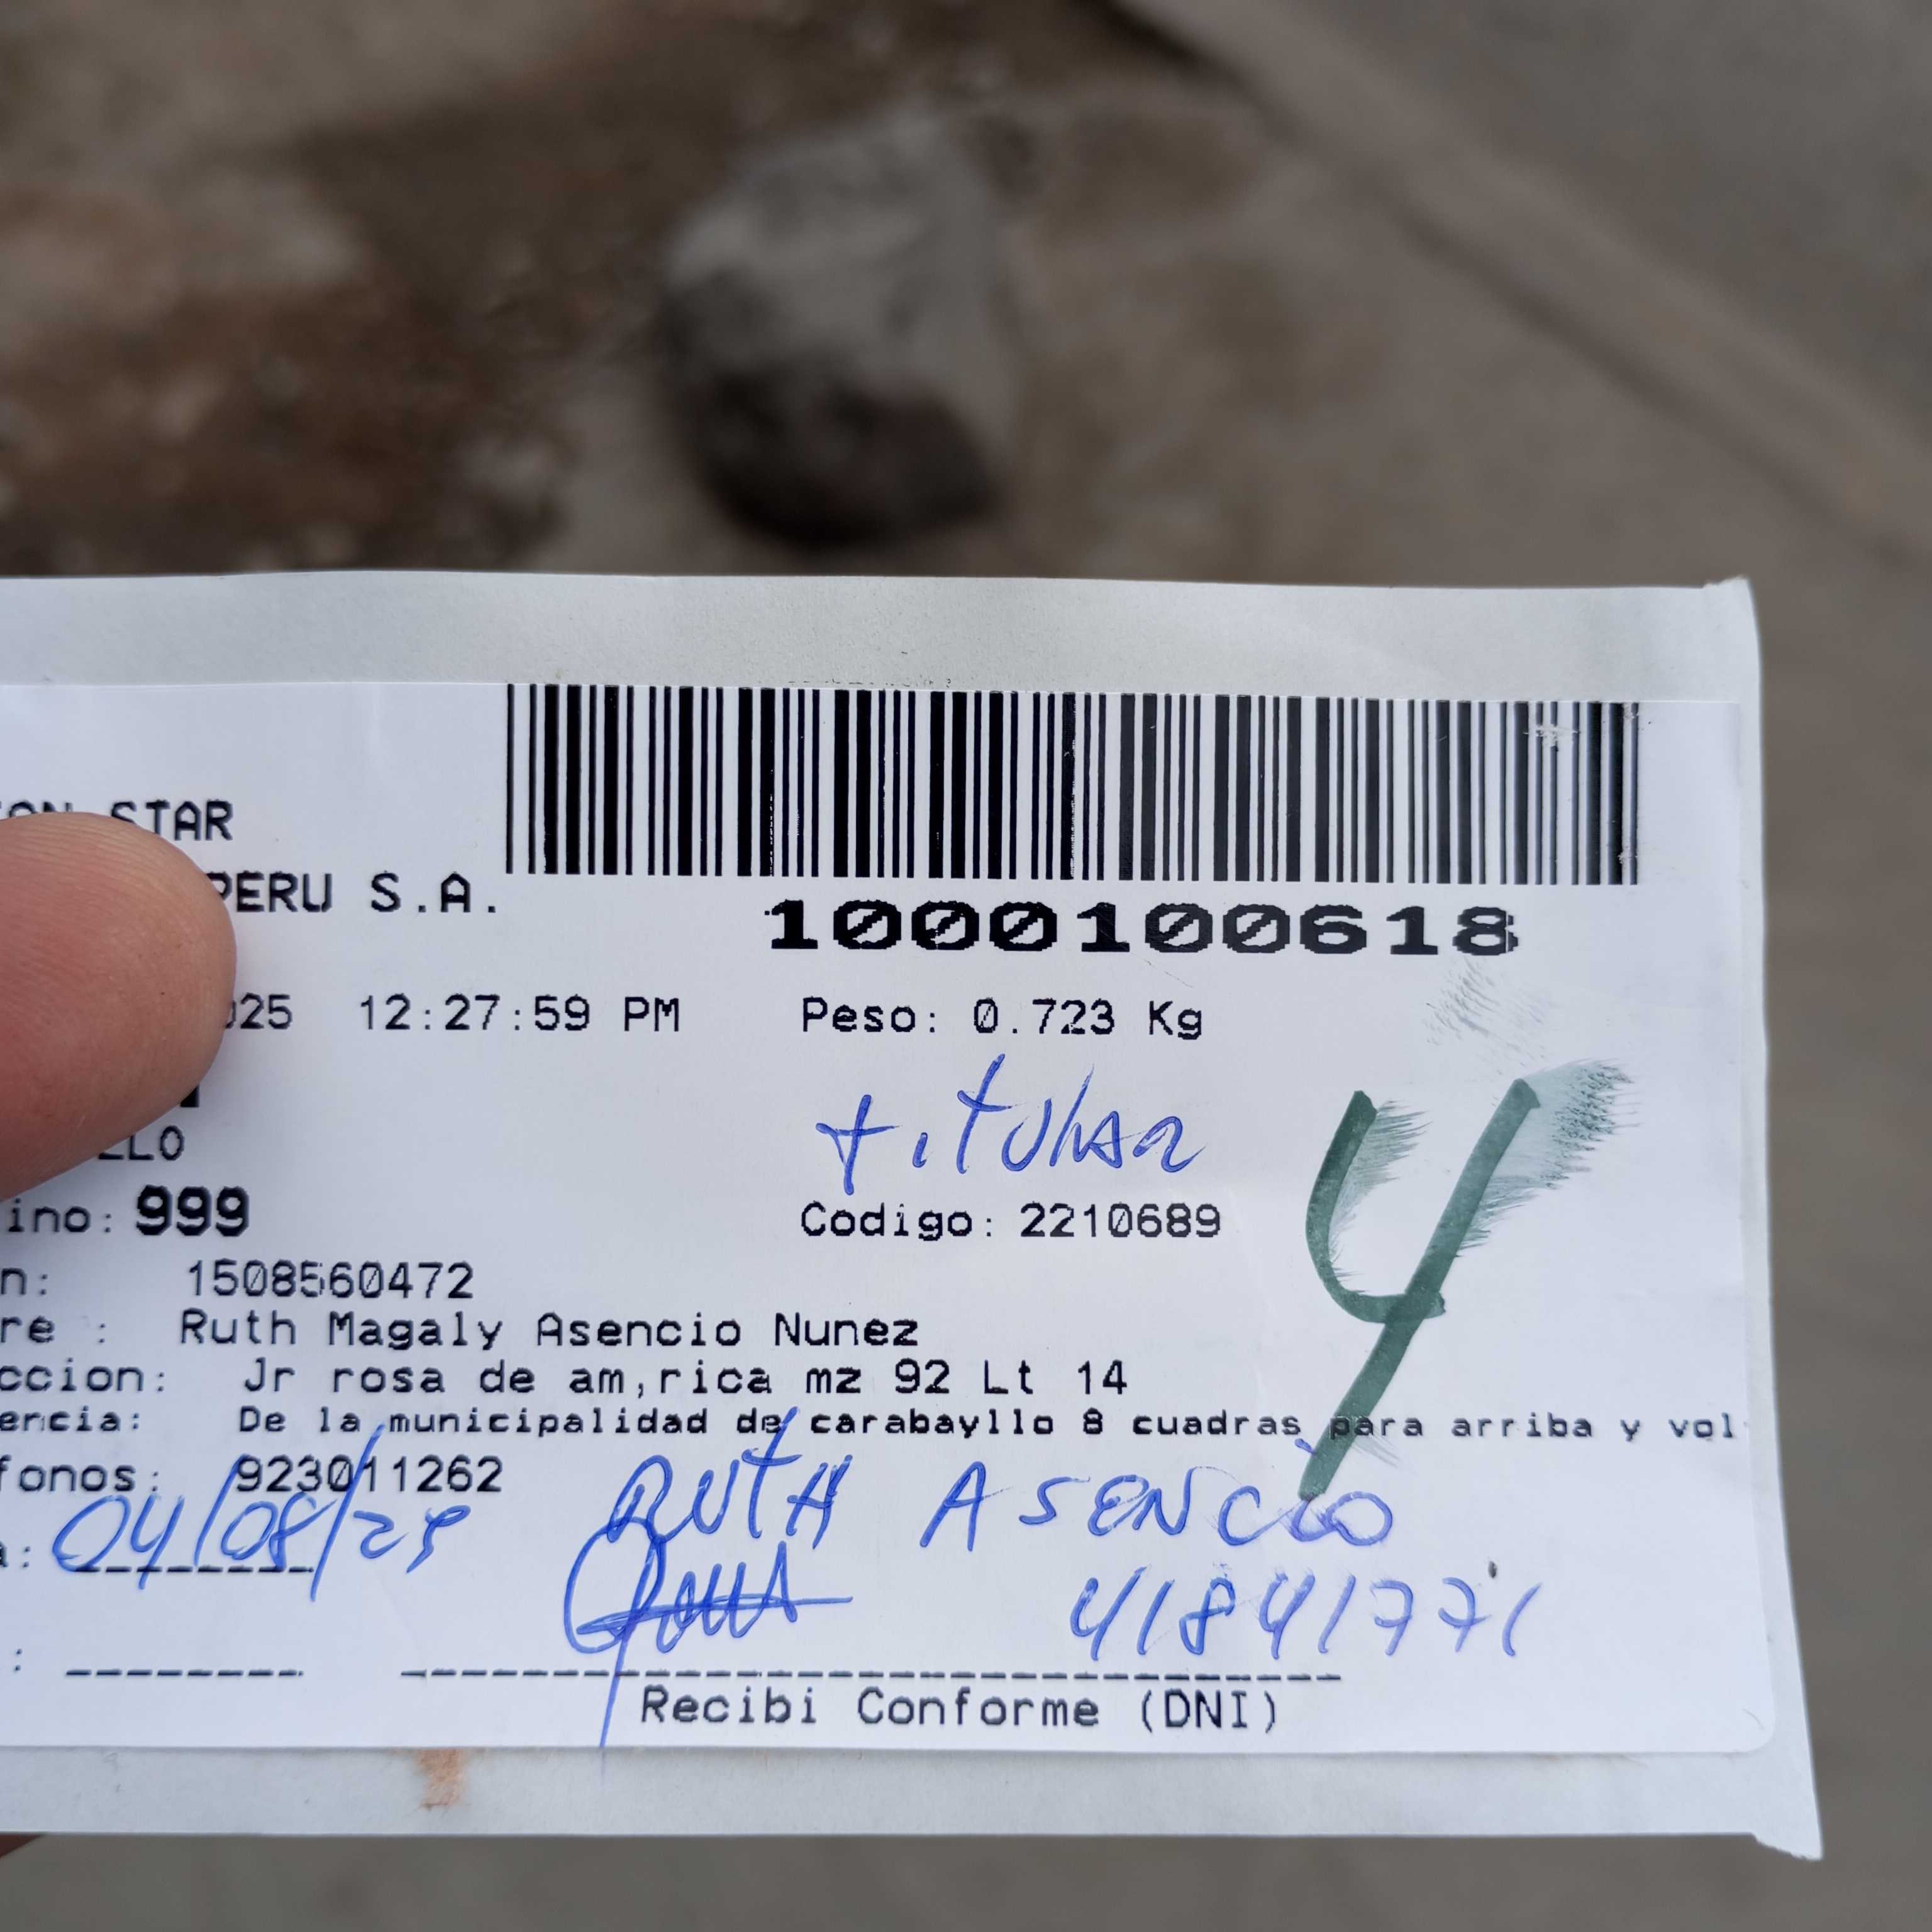 STAR
PERU S.A.
1000100618
025 12:27:59 PM Peso: 0.723 Kg
titular
LLO
ino: 999 Codigo: 2210689
n: 1508560472
re : Ruth Magaly Asencio Nunez
ccion: Jr rosa de am,rica mz 92 Lt 14
encia: De la municipalidad de carabayllo 8 cuadras para arriba y vol
fonos: 923011262
4
RUTH ASENCIO
a: 04/08/25
41841771
Recibi Conforme (DNI)